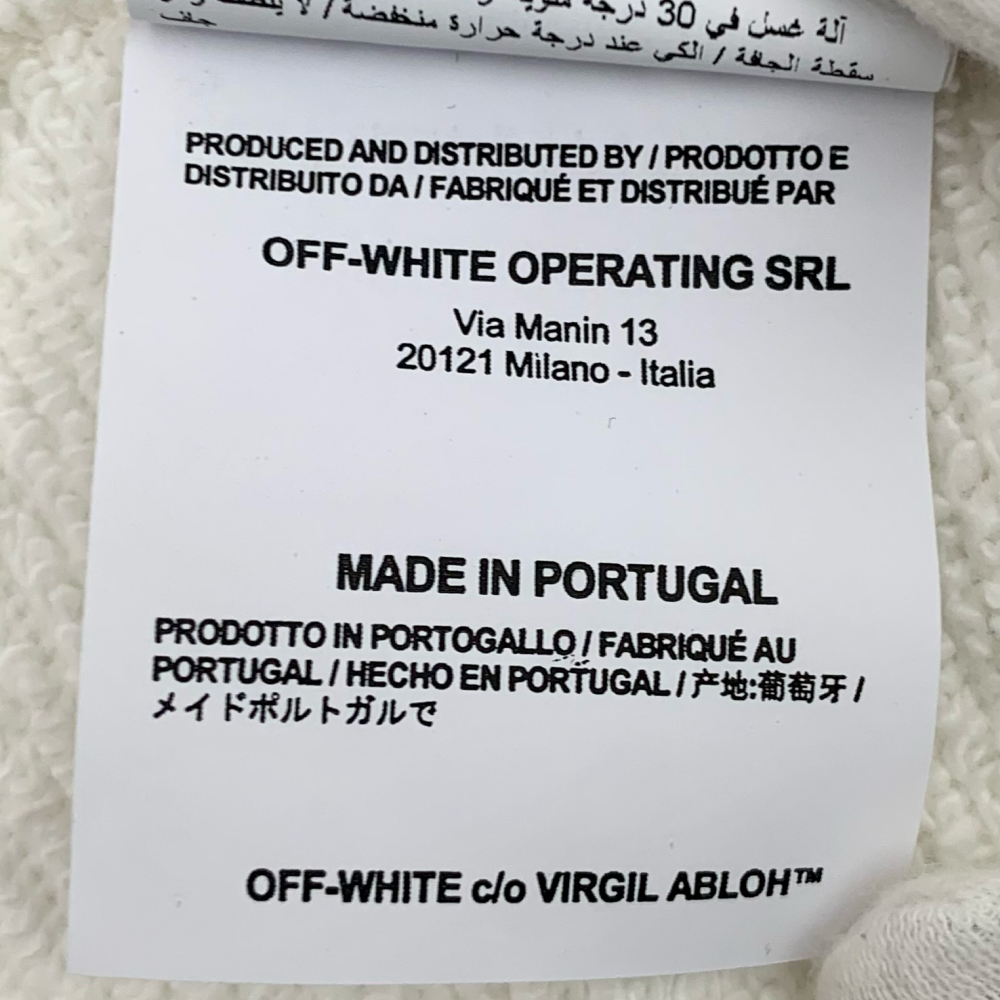 آلة غسل في 30 درجة
سقطة الجافة / الكي عند درجة حرارة منخفضة / لا
جاف
PRODUCED AND DISTRIBUTED BY / PRODOTTO E
DISTRIBUITO DA / FABRIQUÉ ET DISTRIBUÉ PAR
OFF-WHITE OPERATING SRL
Via Manin 13
20121 Milano - Italia
MADE IN PORTUGAL
PRODOTTO IN PORTOGALLO / FABRIQUÉ AU
PORTUGAL / HECHO EN PORTUGAL / 产地:葡萄牙 /
メイドポルトガルで
OFF-WHITE c/o VIRGIL ABLOH™